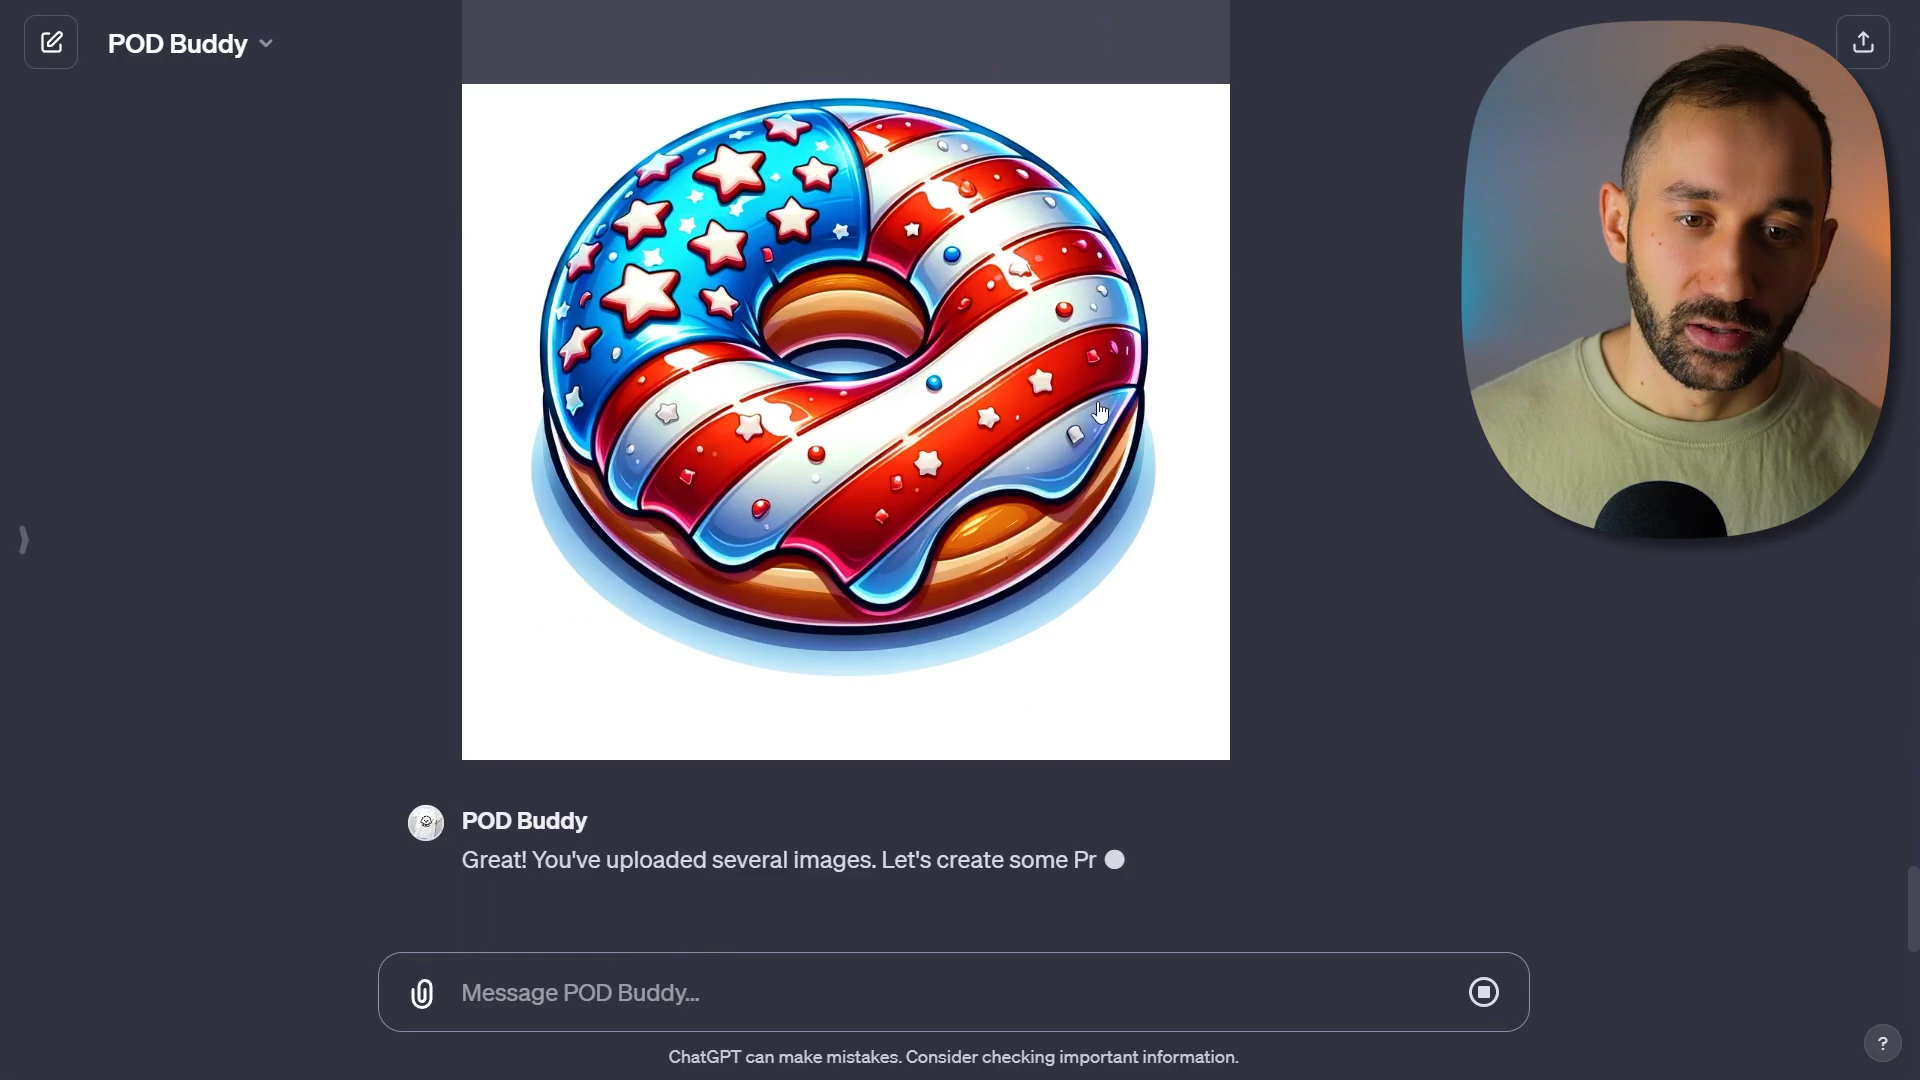 POD Buddy
POD Buddy
Great! You've uploaded several images. Let's create some Pr
Message POD Buddy...
ChatGPT can make mistakes. Consider checking important information.
?